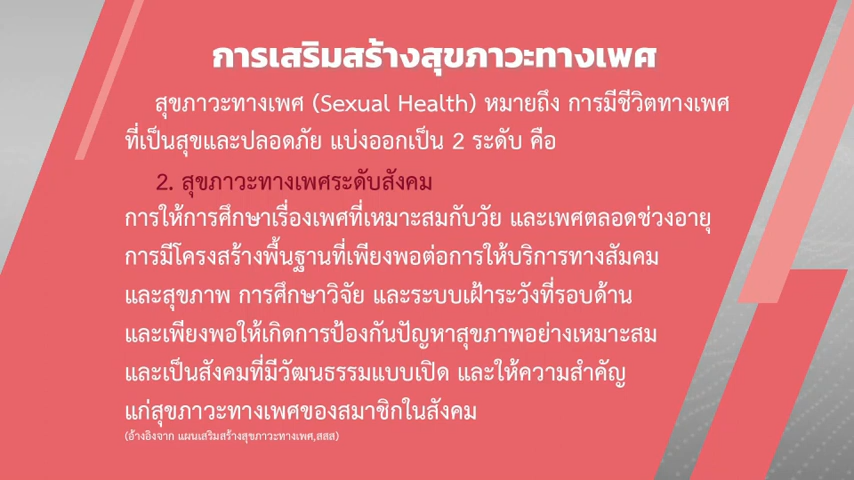 การเสริมสร้างสุขภาวะทางเพศ
สุขภาวะทางเพศ (Sexual Health) หมายถึง การมีชีวิตทางเพศ
ที่เป็นสุขและปลอดภัย แบ่งออกเป็น 2 ระดับ คือ
2. สุขภาวะทางเพศระดับสังคม
การให้การศึกษาเรื่องเพศที่เหมาะสมกับวัย และเพศตลอดช่วงอายุ
การมีโครงสร้างพื้นฐานที่เพียงพอต่อการให้บริการทางสัมคม
และสุขภาพ การศึกษาวิจัย และระบบเฝ้าระวังที่รอบด้าน
และเพียงพอให้เกิดการป้องกันปัญหาสุขภาพอย่างเหมาะสม
และเป็นสังคมที่มีวัฒนธรรมแบบเปิด และให้ความสำคัญ
แก่สุขภาวะทางเพศของสมาชิกในสังคม
(อ้างอิงจาก แผนเสริมสร้างสุขภาวะทางเพศ,สสส)